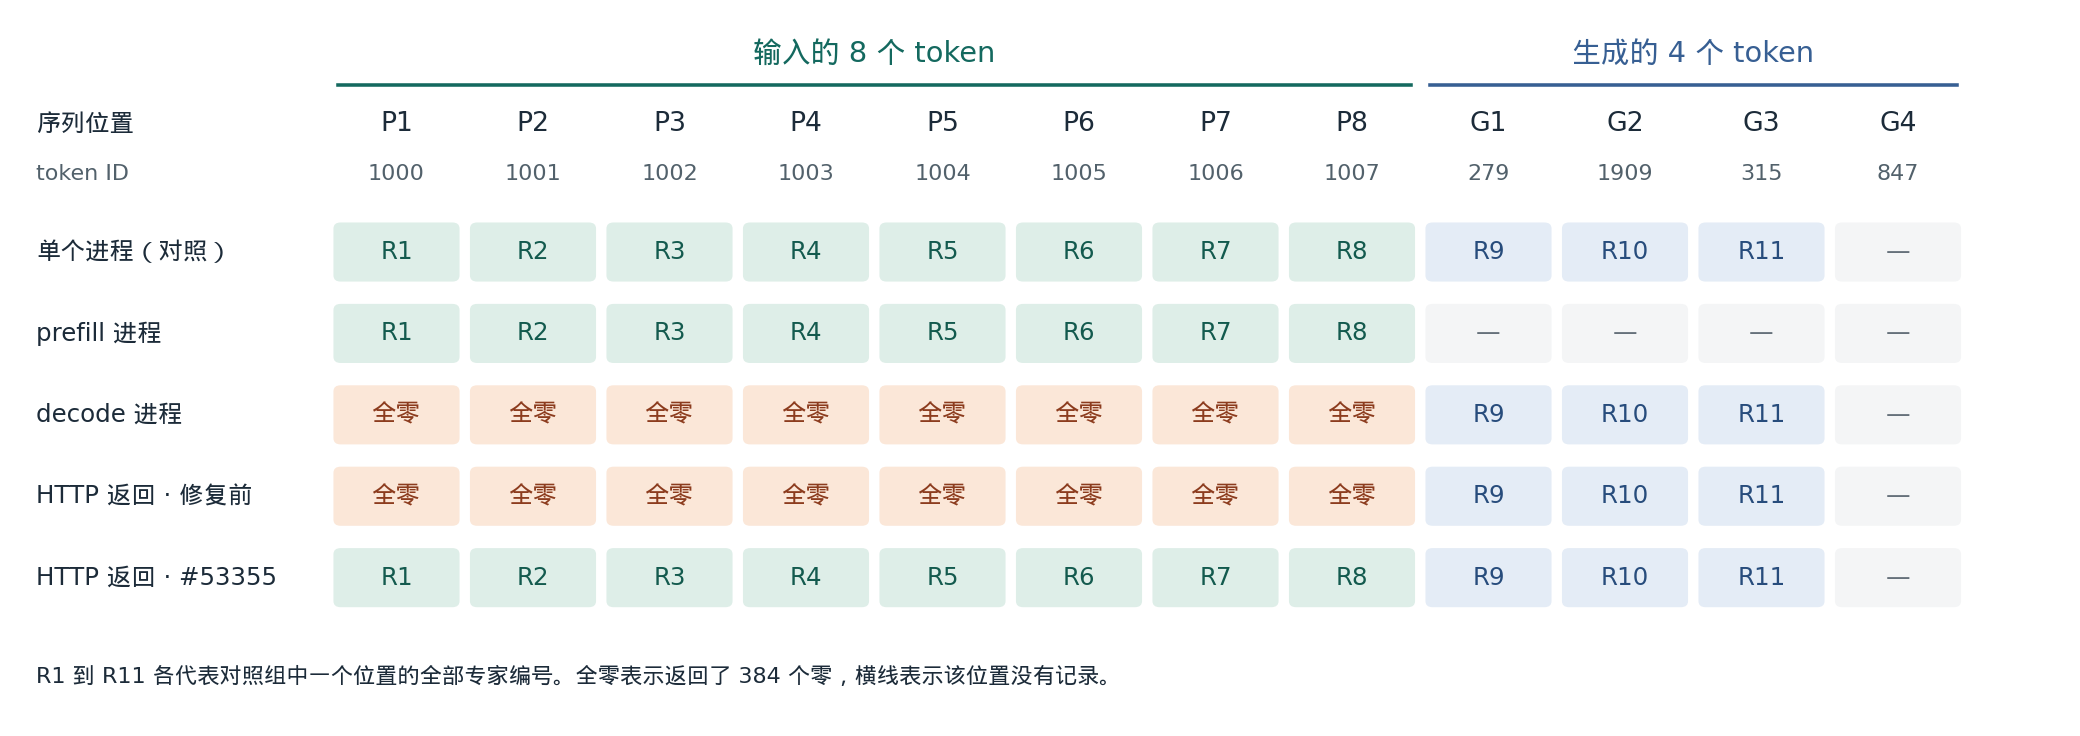 输入的 8 个 token 生成的 4 个 token
序列位置 P1 P2 P3 P4 P5 P6 P7 P8 G1 G2 G3 G4
token ID 1000 1001 1002 1003 1004 1005 1006 1007 279 1909 315 847
单个进程（对照） R1 R2 R3 R4 R5 R6 R7 R8 R9 R10 R11 —
prefill 进程 R1 R2 R3 R4 R5 R6 R7 R8 — — — —
decode 进程 全零 全零 全零 全零 全零 全零 全零 全零 R9 R10 R11 —
HTTP 返回 · 修复前 全零 全零 全零 全零 全零 全零 全零 全零 R9 R10 R11 —
HTTP 返回 · #53355 R1 R2 R3 R4 R5 R6 R7 R8 R9 R10 R11 —
R1 到 R11 各代表对照组中一个位置的全部专家编号。全零表示返回了 384 个零，横线表示该位置没有记录。